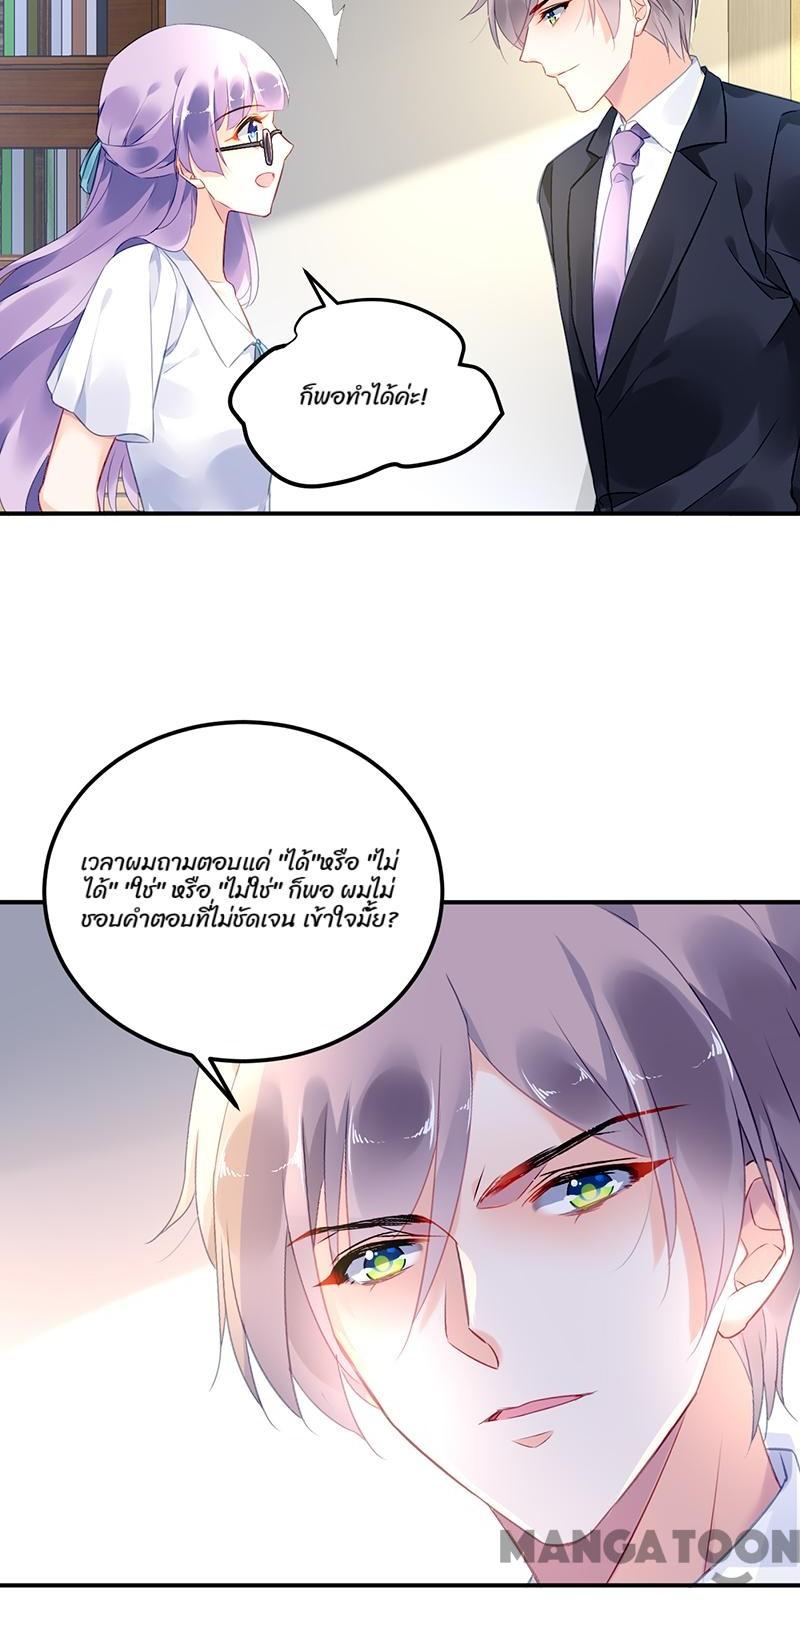 ก็พอทำได้ค่ะ!
เวลาผมถามตอบแค่ "ได้"หรือ "ไม่
ได้" "ใช่" หรือ "ไม่ใช่" ก็พอ ผมไม่
ชอบคำตอบที่ไม่ชัดเจน เข้าใจมั้ย?
MANGATOON